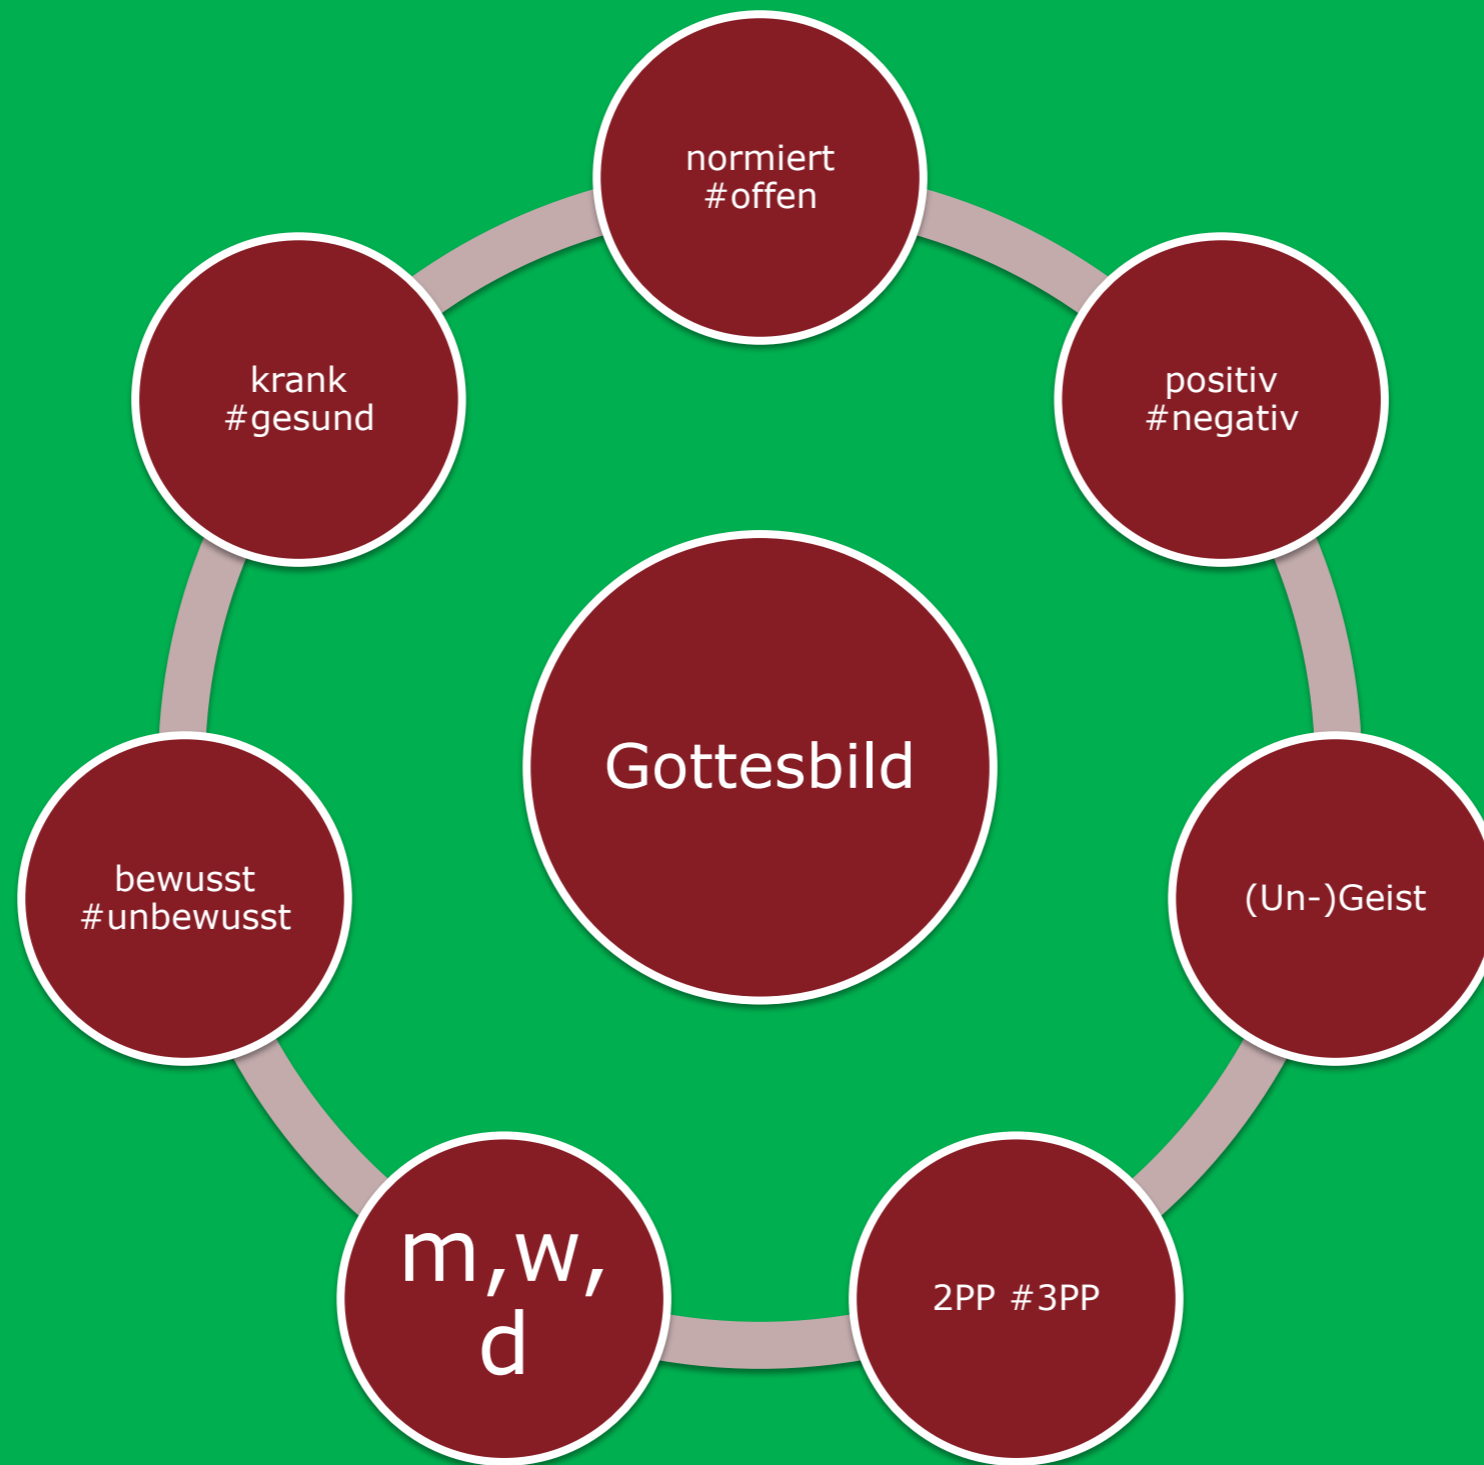 normiert
#offen
krank
#gesund
positiv
#negativ
Gottesbild
bewusst
#unbewusst
(Un-)Geist
m,w,
d
2PP #3PP